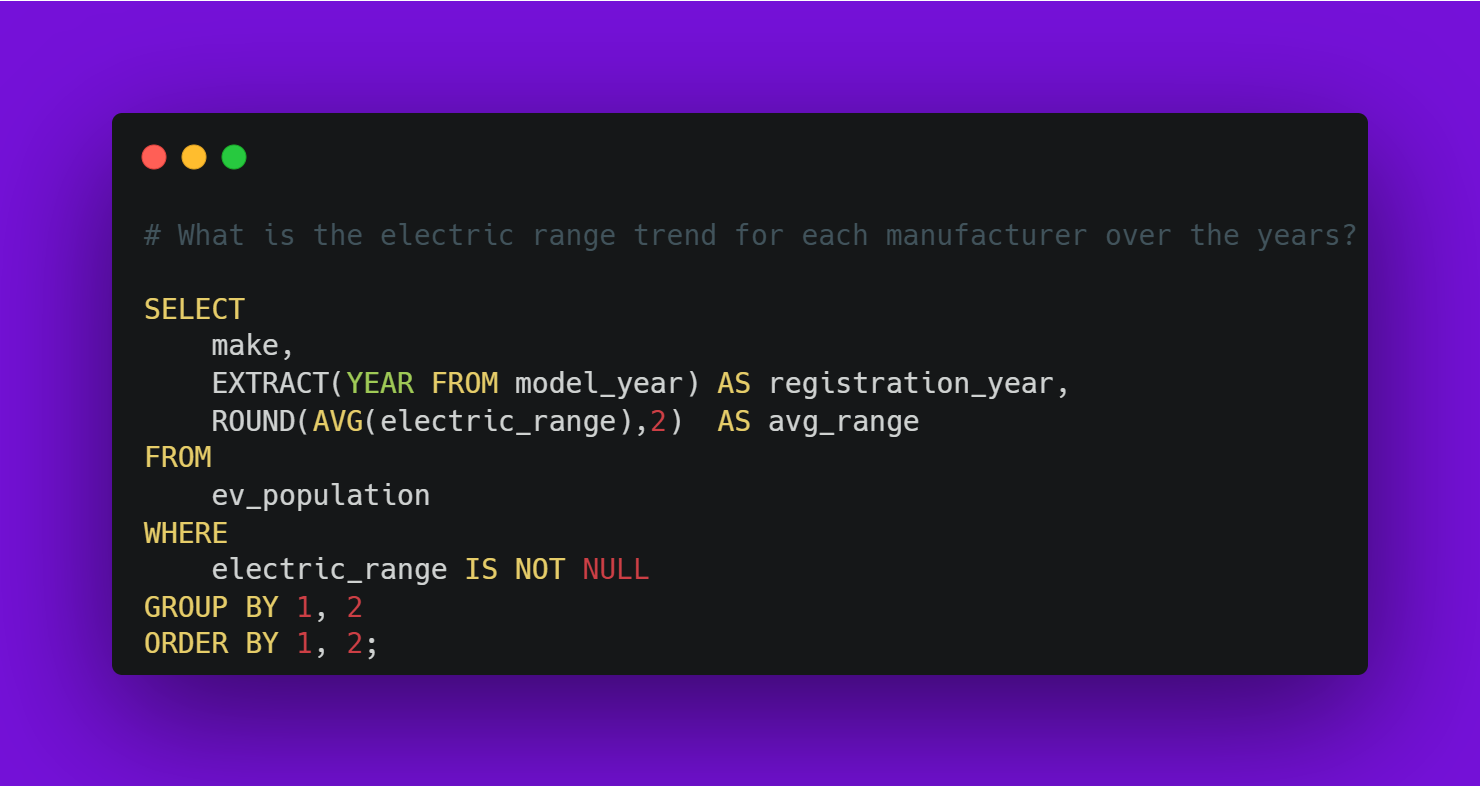 # What is the electric range trend for each manufacturer over the years?
SELECT
    make,
    EXTRACT(YEAR FROM model_year) AS registration_year,
    ROUND(AVG(electric_range),2)  AS avg_range
FROM
    ev_population
WHERE
    electric_range IS NOT NULL
GROUP BY 1, 2
ORDER BY 1, 2;